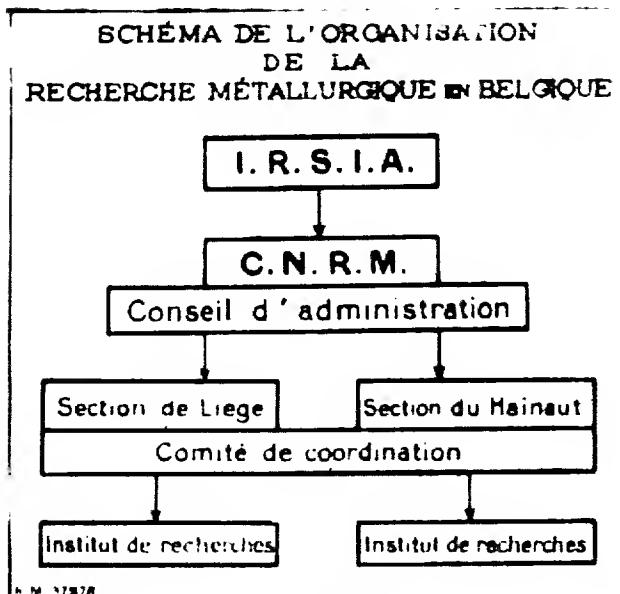 SCHÉMA DE L'ORGANISATION
DE LA
RECHERCHE MÉTALLURGIQUE EN BELGIQUE
I. R. S. I. A.
C. N. R. M.
Conseil d'administration
Section de Liege
Section du Hainaut
Comité de coordination
Institut de recherches
Institut de recherches